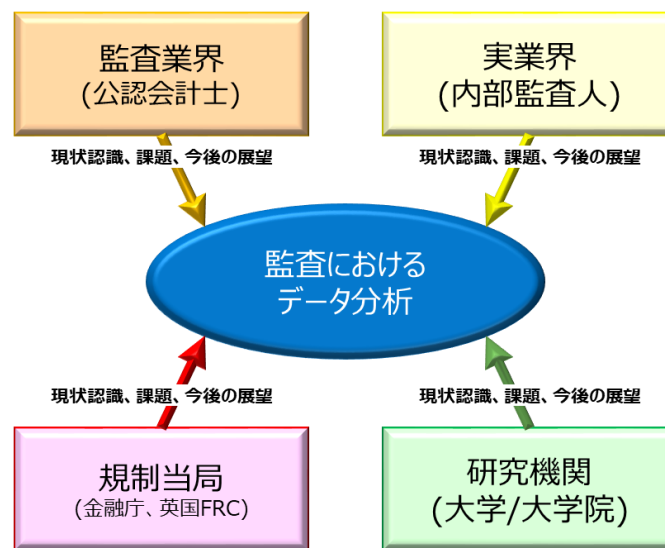 監査業界
(公認会計士)
実業界
(内部監査人)
現状認識、課題、今後の展望
現状認識、課題、今後の展望
監査における
データ分析
現状認識、課題、今後の展望
現状認識、課題、今後の展望
規制当局
(金融庁、英国FRC)
研究機関
(大学/大学院)